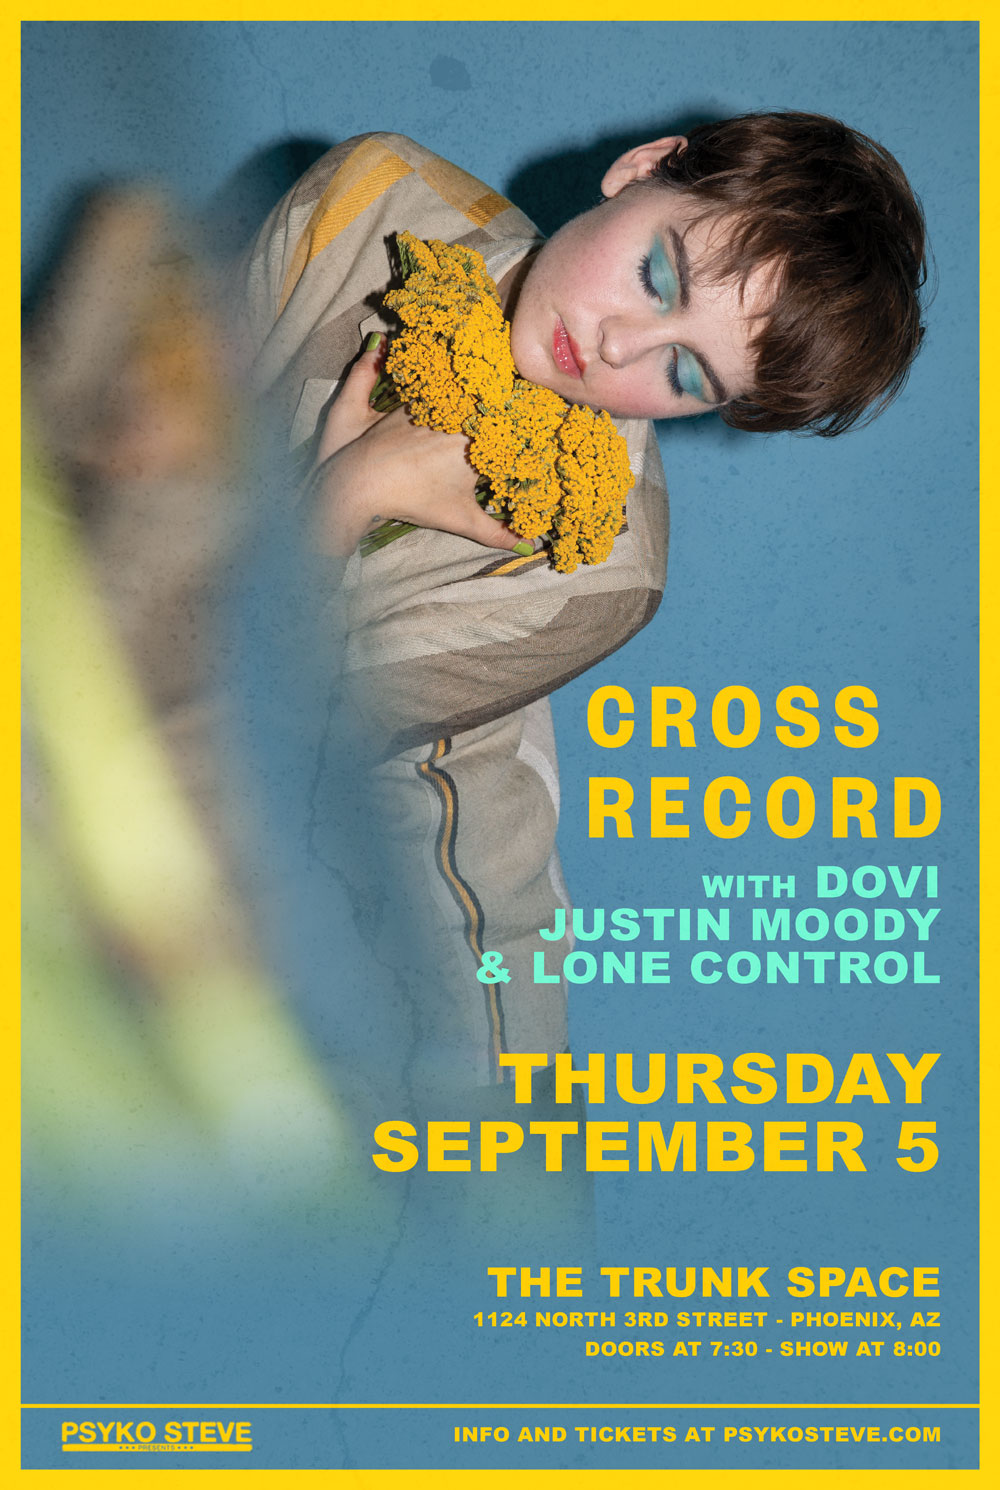 CROSS
RECORD
WITH DOVI
JUSTIN MOODY
& LONE CONTROL
THURSDAY
SEPTEMBER 5
THE TRUNK SPACE
1124 NORTH 3RD STREET - PHOENIX, AZ
DOORS AT 7:30 - SHOW AT 8:00
PSYKO STEVE
PRESENTS
INFO AND TICKETS AT PSYKOSTEVE.COM